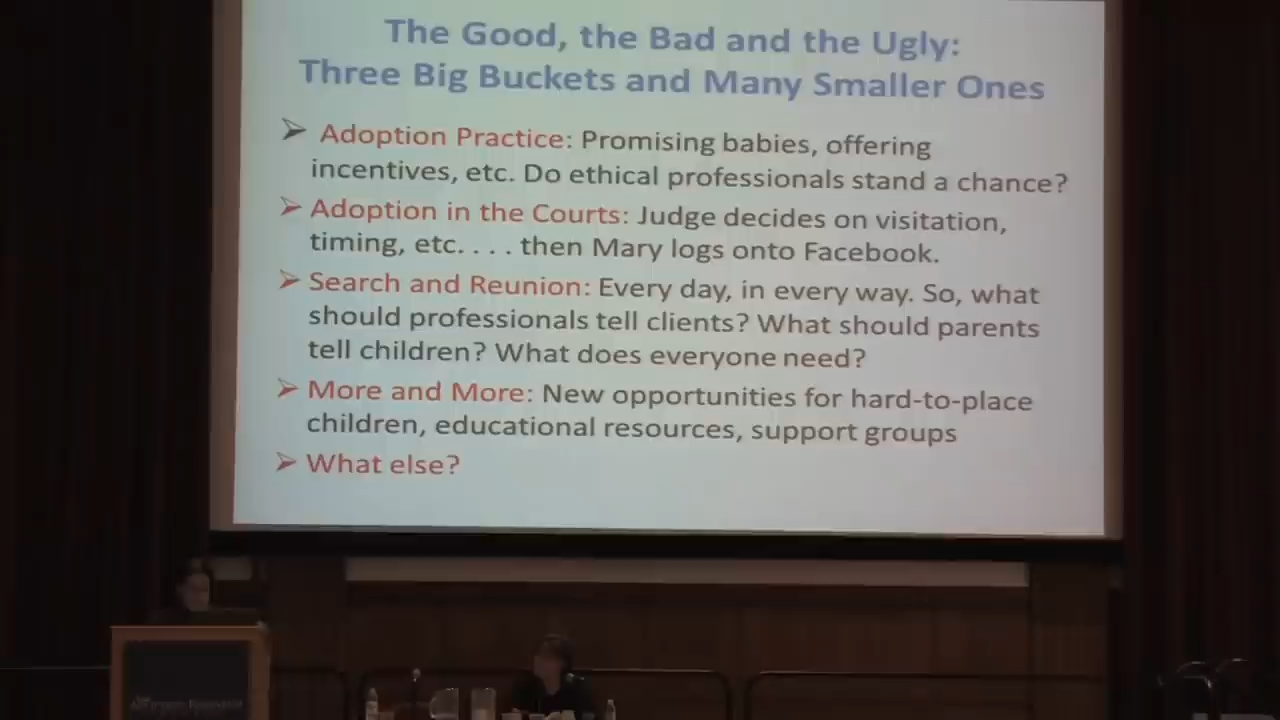 The Good, the Bad and the Ugly:
Three Big Buckets and Many Smaller Ones
Adoption Practice: Promising babies, offering
incentives, etc. Do ethical professionals stand a chance?
Adoption in the Courts: Judge decides on visitation,
timing, etc. . . . then Mary logs onto Facebook.
Search and Reunion: Every day, in every way. So, what
should professionals tell clients? What should parents
tell children? What does everyone need?
More and More: New opportunities for hard-to-place
children, educational resources, support groups
What else?